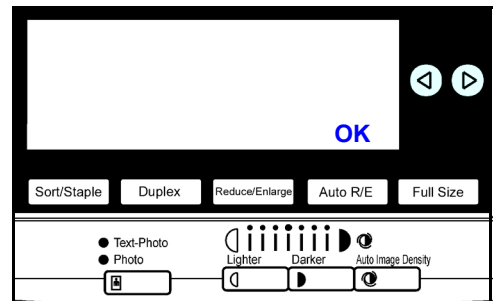 OK
Sort/Staple Duplex Reduce/Enlarge Auto R/E Full Size
Text-Photo
Photo
Lighter Darker Auto Image Density